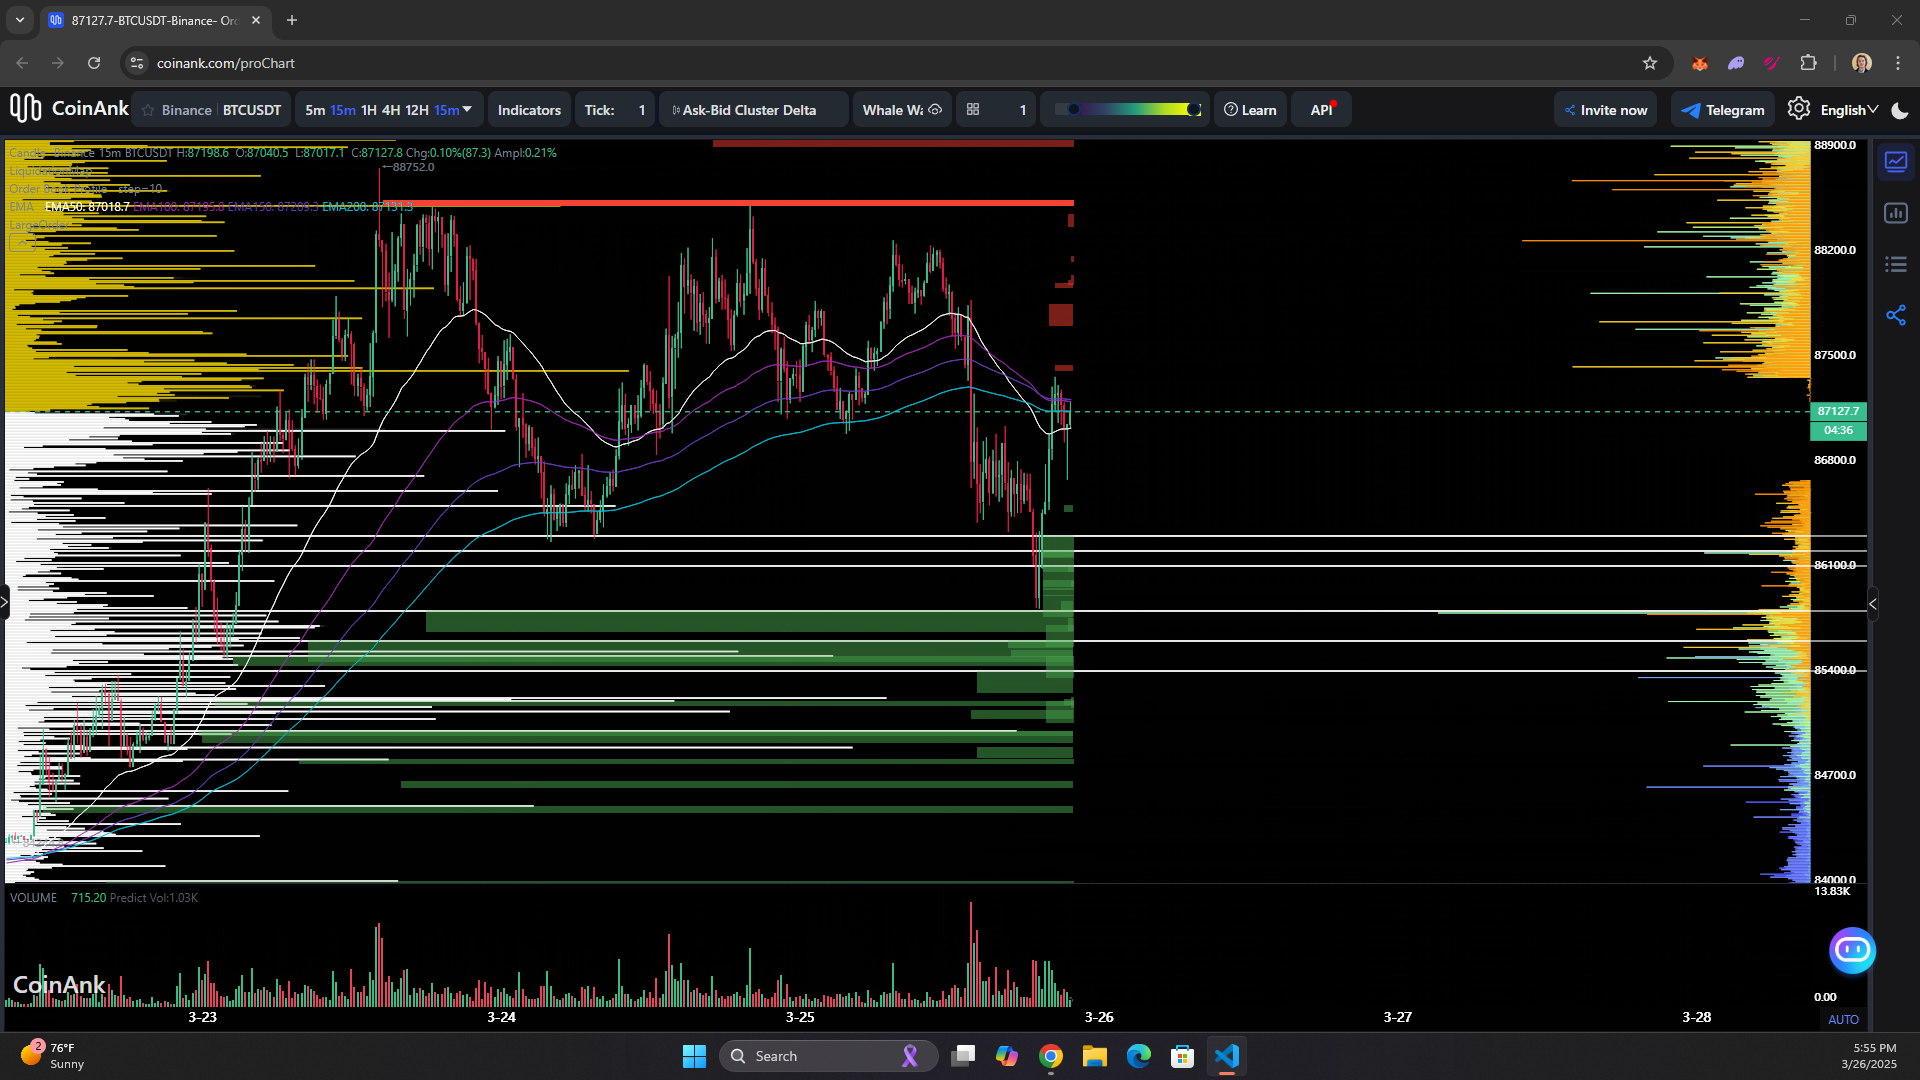 87127.7-BTCUSDT-Binance- Or
coinank.com/proChart
CoinAnk
Binance BTCUSDT
5m 15m 1H 4H 12H 15m
Indicators
Tick: 1
Ask-Bid Cluster Delta
Whale Wa
1
Learn
API
Invite now
Telegram
English
Candle Binance 15m BTCUSDT H:87198.6 O:87040.5 L:87017.1 C:87127.8 Chg:0.10%(87.3) Ampl:0.21%
88752.0
Order Book Profile step=10
EMA EMA50: 87018.7 EMA100: 87195.8 EMA150: 87209.3 EMA200: 87131.3
LargeOrder
88900.0
88200.0
87500.0
87127.7
04:36
86800.0
86100.0
85400.0
84700.0
84000.0
VOLUME 715.20 Predict Vol:1.03K
13.83K
CoinAnk
0.00
3-23
3-24
3-25
3-26
3-27
3-28
AUTO
2
76°F
Sunny
Search
5:55 PM
3/26/2025